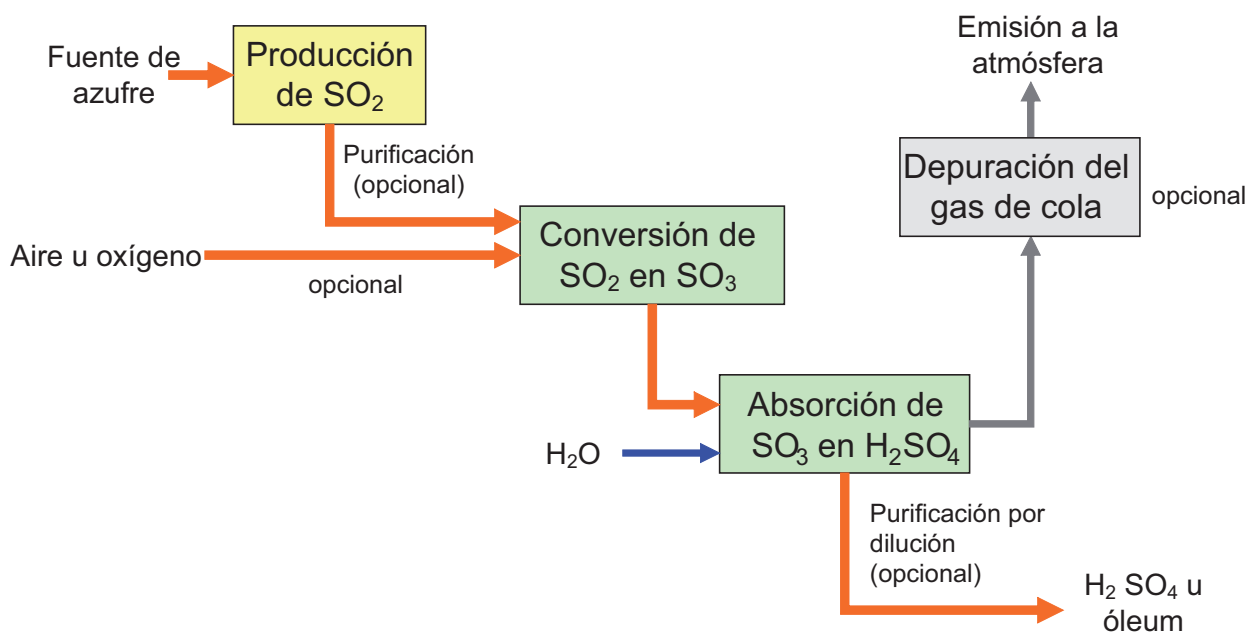 Fuente de
azufre
Producción
de SO₂
Purificación
(opcional)
Aire u oxígeno
opcional
Conversión de
SO₂ en SO₃
H₂O
Absorción de
SO₃ en H₂SO₄
Emisión a la
atmósfera
Depuración del
gas de cola
opcional
Purificación por
dilución
(opcional)
H₂ SO₄ u
óleum